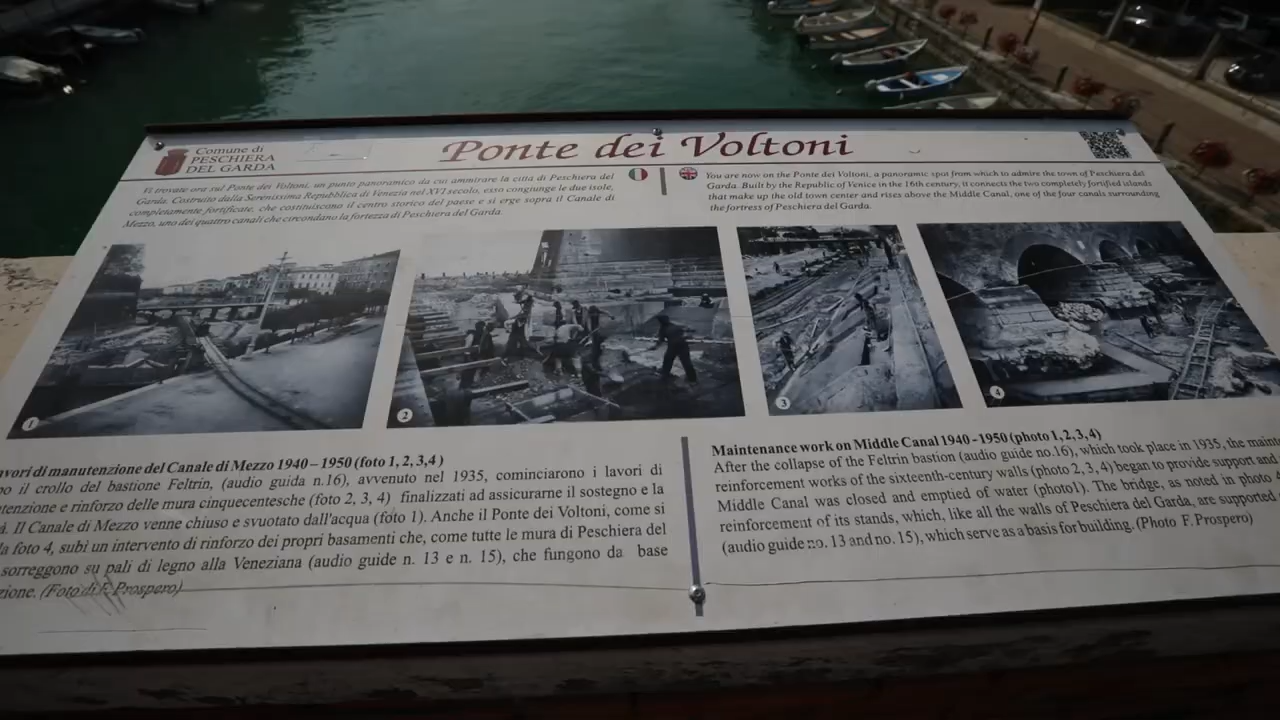 Comune di
PESCHIERA
DEL GARDA
Ponte dei Voltoni
Vi trovate ora sul Ponte dei Voltoni, un punto panoramico da cui ammirare la città di Peschiera del
Garda. Costruito dalla Serenissima Repubblica di Venezia nel XVI secolo, esso congiunge le due isole,
completamente fortificate, che costituiscono il centro storico del paese e si erge sopra il Canale di
Mezzo, uno dei quattro canali che circondano la fortezza di Peschiera del Garda.
You are now on the Ponte dei Voltoni, a panoramic spot from which to admire the town of Peschiera del
Garda. Built by the Republic of Venice in the 16th century, it connects the two completely fortified islands
that make up the old town center and rises above the Middle Canal, one of the four canals surrounding
the fortress of Peschiera del Garda.
1
2
3
4
avori di manutenzione del Canale di Mezzo 1940 – 1950 (foto 1, 2, 3,4)
o il crollo del bastione Feltrin, (audio guida n.16), avvenuto nel 1935, cominciarono i lavori di
tenzione e rinforzo delle mura cinquecentesche (foto 2, 3, 4) finalizzati ad assicurarne il sostegno e la
à. Il Canale di Mezzo venne chiuso e svuotato dall'acqua (foto 1). Anche il Ponte dei Voltoni, come si
la foto 4, subì un intervento di rinforzo dei propri basamenti che, come tutte le mura di Peschiera del
sorreggono su pali di legno alla Veneziana (audio guide n. 13 e n. 15), che fungono da base
zione. (Foto di F. Prospero)
Maintenance work on Middle Canal 1940 - 1950 (photo 1, 2, 3, 4)
After the collapse of the Feltrin bastion (audio guide no.16), which took place in 1935, the mainte
reinforcement works of the sixteenth-century walls (photo 2, 3, 4) began to provide support and
Middle Canal was closed and emptied of water (photo1). The bridge, as noted in photo
reinforcement of its stands, which, like all the walls of Peschiera del Garda, are supported
(audio guide no. 13 and no. 15), which serve as a basis for building. (Photo F. Prospero)